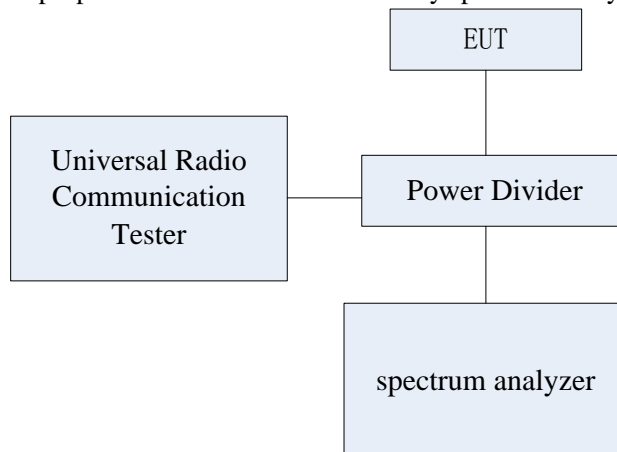 EUT
Universal Radio
Communication
Tester
Power Divider
spectrum analyzer